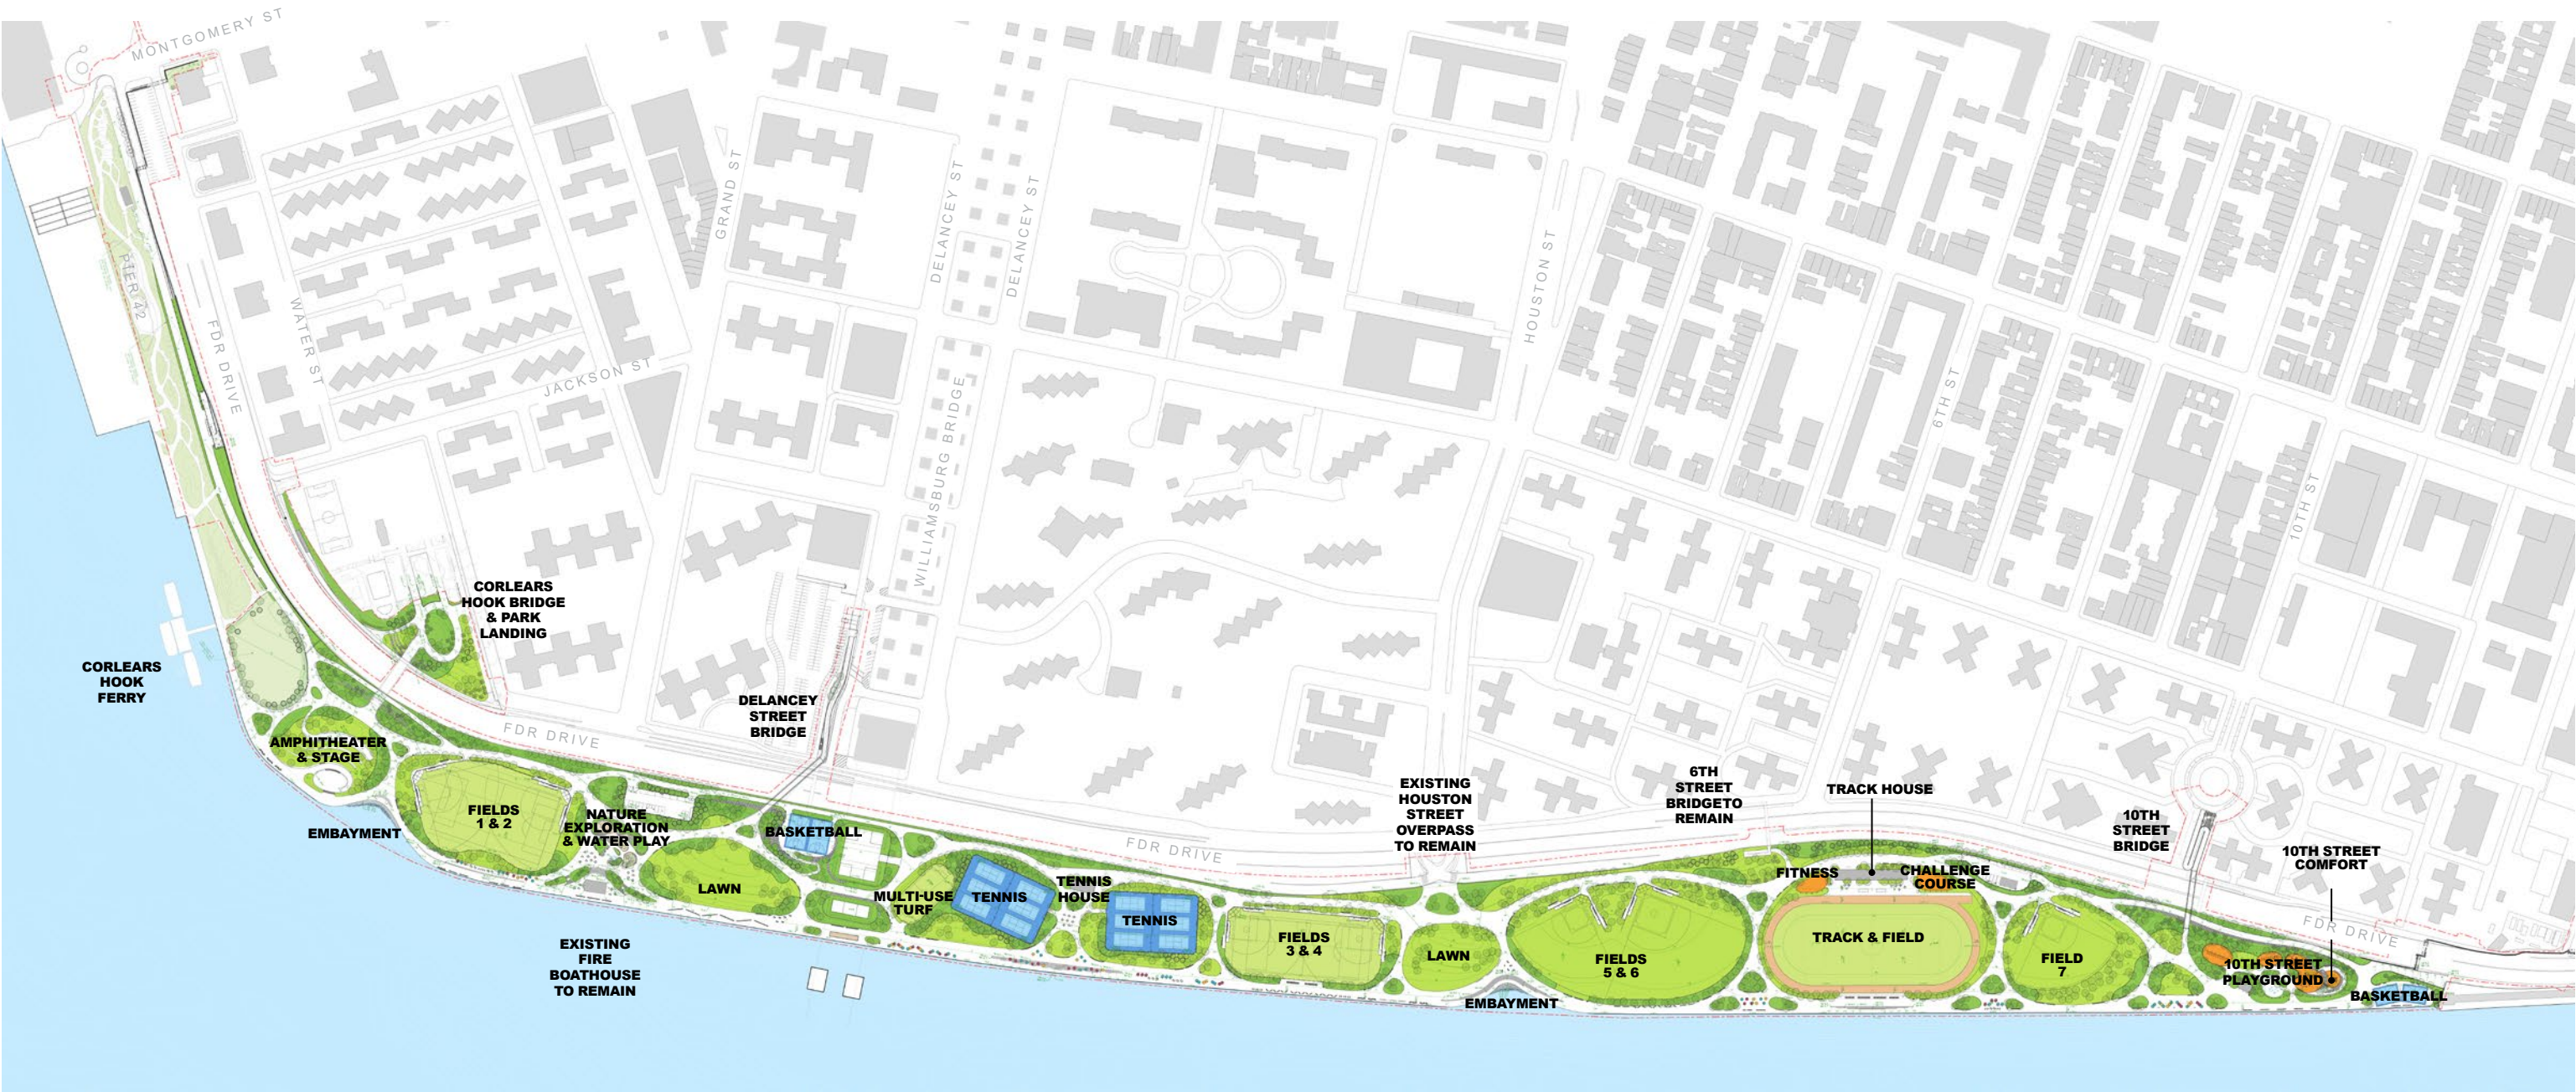 MONTGOMERY ST
PIER 42
FDR DRIVE
WATER ST
JACKSON ST
GRAND ST
DELANCEY ST
DELANCEY ST
WILLIAMSBURG BRIDGE
HOUSTON ST
6TH ST
10TH ST
CORLEARS
HOOK BRIDGE
& PARK
LANDING
CORLEARS
HOOK
FERRY
AMPHITHEATER
& STAGE
EMBAYMENT
FDR DRIVE
FIELDS
1 & 2
NATURE
EXPLORATION
& WATER PLAY
DELANCEY
STREET
BRIDGE
BASKETBALL
LAWN
EXISTING
FIRE
BOATHOUSE
TO REMAIN
MULTI-USE
TURF
TENNIS
TENNIS
HOUSE
TENNIS
FDR DRIVE
FIELDS
3 & 4
EXISTING
HOUSTON
STREET
OVERPASS
TO REMAIN
LAWN
EMBAYMENT
FIELDS
5 & 6
6TH
STREET
BRIDGETO
REMAIN
TRACK HOUSE
FITNESS
CHALLENGE
COURSE
TRACK & FIELD
FIELD
7
10TH
STREET
BRIDGE
10TH STREET
COMFORT
FDR DRIVE
10TH STREET
PLAYGROUND
BASKETBALL